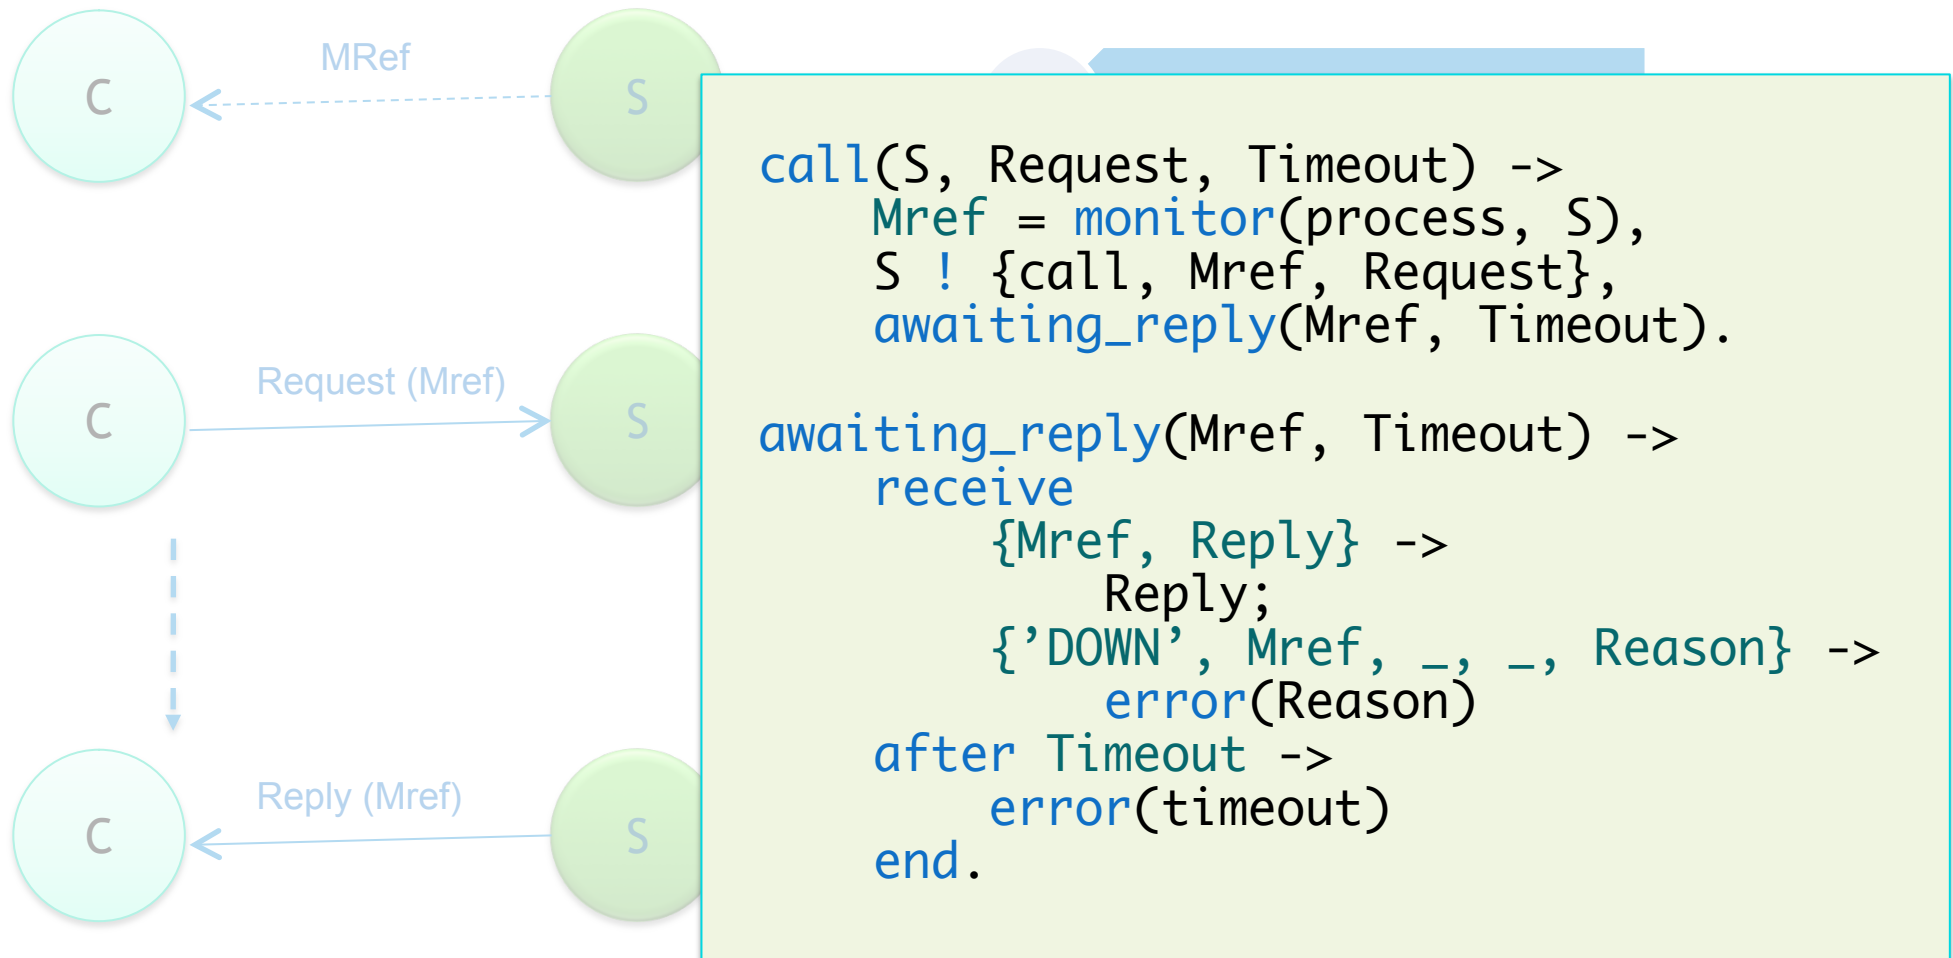 MRef
C
S
Request (Mref)
C
S
Reply (Mref)
C
S
call(S, Request, Timeout) ->
    Mref = monitor(process, S),
    S ! {call, Mref, Request},
    awaiting_reply(Mref, Timeout).
awaiting_reply(Mref, Timeout) ->
    receive
        {Mref, Reply} ->
            Reply;
        {’DOWN’, Mref, _, _, Reason} ->
            error(Reason)
    after Timeout ->
        error(timeout)
    end.